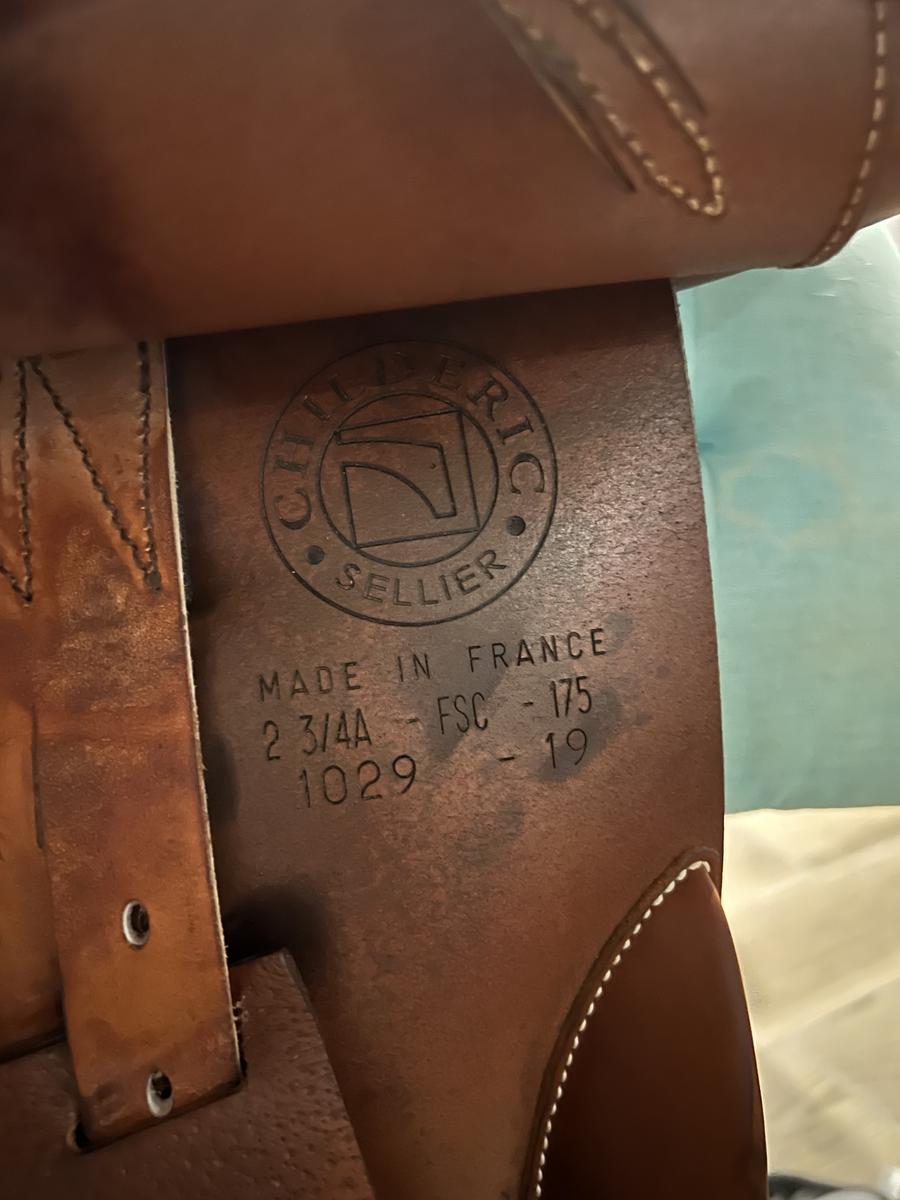 CHILDERIC
SELLIER
MADE IN FRANCE
2 3/4A - FSC - 175
1029 - 19